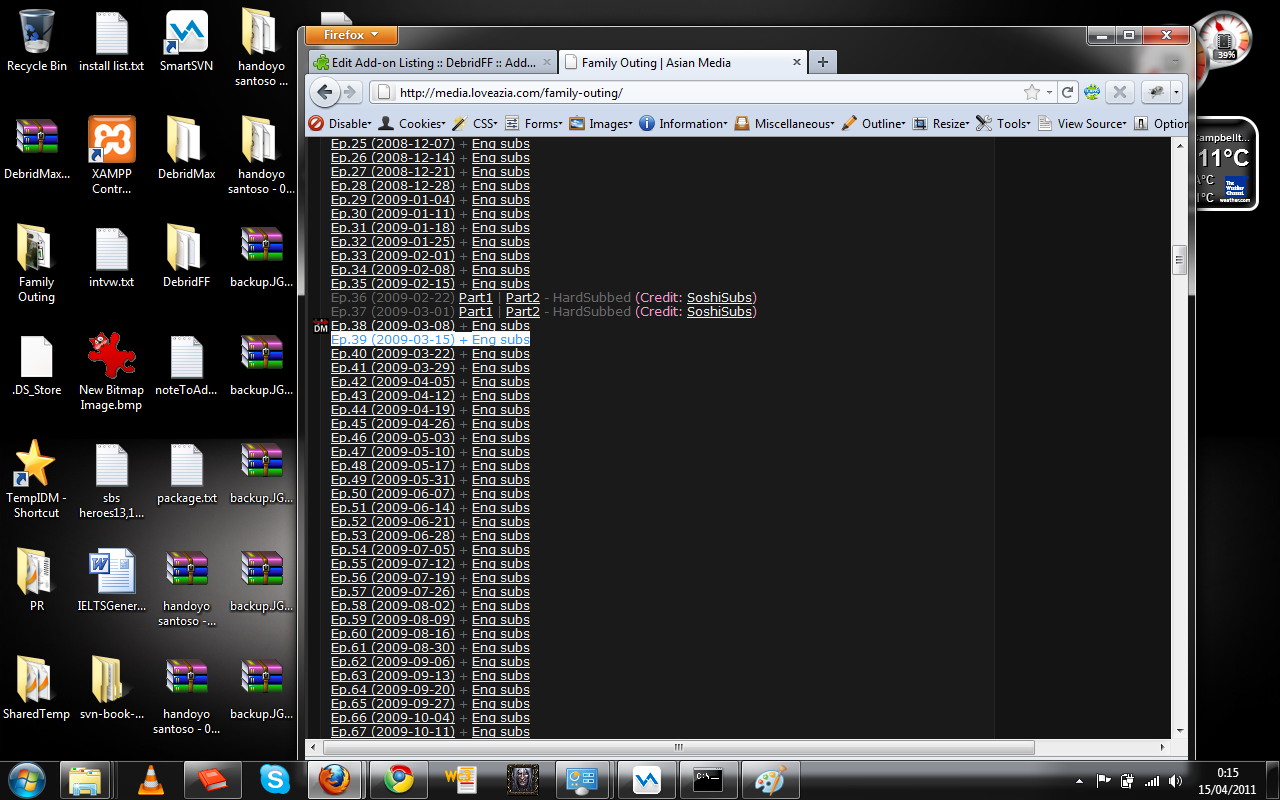 Recycle Bin
install list.txt
SmartSVN
handoyo
santoso ...
DebridMax...
XAMPP
Contr...
DebridMax
handoyo
santoso - 0...
Family
Outing
intvw.txt
DebridFF
backup.JG...
.DS_Store
New Bitmap
Image.bmp
noteToAd...
backup.JG...
TempIDM -
Shortcut
sbs
heroes13,1...
package.txt
backup.JG...
PR
IELTSGener...
handoyo
santoso -...
backup.JG...
SharedTemp
svn-book-...
handoyo
santoso - 0...
backup.JG...
Firefox
Edit Add-on Listing :: DebridFF :: Add...
Family Outing | Asian Media
http://media.loveazia.com/family-outing/
Disable
Cookies
CSS
Forms
Images
Information
Miscellaneous
Outline
Resize
Tools
View Source
Option
Ep.25 (2008-12-07) + Eng subs
Ep.26 (2008-12-14) + Eng subs
Ep.27 (2008-12-21) + Eng subs
Ep.28 (2008-12-28) + Eng subs
Ep.29 (2009-01-04) + Eng subs
Ep.30 (2009-01-11) + Eng subs
Ep.31 (2009-01-18) + Eng subs
Ep.32 (2009-01-25) + Eng subs
Ep.33 (2009-02-01) + Eng subs
Ep.34 (2009-02-08) + Eng subs
Ep.35 (2009-02-15) + Eng subs
Ep.36 (2009-02-22) Part1 | Part2 - HardSubbed (Credit: SoshiSubs)
Ep.37 (2009-03-01) Part1 | Part2 - HardSubbed (Credit: SoshiSubs)
DM
Ep.38 (2009-03-08) + Eng subs
Ep.39 (2009-03-15) + Eng subs
Ep.40 (2009-03-22) + Eng subs
Ep.41 (2009-03-29) + Eng subs
Ep.42 (2009-04-05) + Eng subs
Ep.43 (2009-04-12) + Eng subs
Ep.44 (2009-04-19) + Eng subs
Ep.45 (2009-04-26) + Eng subs
Ep.46 (2009-05-03) + Eng subs
Ep.47 (2009-05-10) + Eng subs
Ep.48 (2009-05-17) + Eng subs
Ep.49 (2009-05-31) + Eng subs
Ep.50 (2009-06-07) + Eng subs
Ep.51 (2009-06-14) + Eng subs
Ep.52 (2009-06-21) + Eng subs
Ep.53 (2009-06-28) + Eng subs
Ep.54 (2009-07-05) + Eng subs
Ep.55 (2009-07-12) + Eng subs
Ep.56 (2009-07-19) + Eng subs
Ep.57 (2009-07-26) + Eng subs
Ep.58 (2009-08-02) + Eng subs
Ep.59 (2009-08-09) + Eng subs
Ep.60 (2009-08-16) + Eng subs
Ep.61 (2009-08-30) + Eng subs
Ep.62 (2009-09-06) + Eng subs
Ep.63 (2009-09-13) + Eng subs
Ep.64 (2009-09-20) + Eng subs
Ep.65 (2009-09-27) + Eng subs
Ep.66 (2009-10-04) + Eng subs
Ep.67 (2009-10-11) + Eng subs
39%
ampbellt...
11°C
°C
1°C
The
Weather
Channel
weather.com
C:\_
0:15
15/04/2011